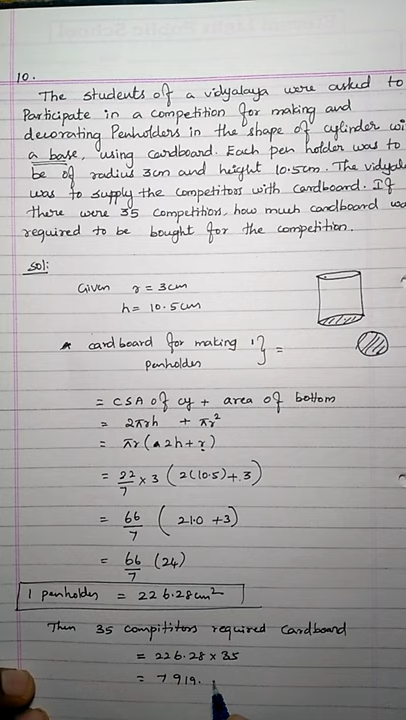 10.
The students of a vidyalaya were asked to
Participate in a competition for making and
decorating Penholders in the shape of cylinder wi
a base, using cardboard. Each pen holder was to
be of radius 3cm and height 10.5cm. The vidyal
was to supply the competitors with cardboard. If
there were 35 competition, how much cardboard wa
required to be bought for the competition.
sol:
Given r = 3cm
h = 10.5cm
cardboard for making 1 } =
penholder
= CSA of cy + area of bottom
= 2πrh + πr²
= πr(2h+r)
= 22/7 × 3 (2(10.5)+3)
= 66/7 (21.0 +3)
= 66/7 (24)
1 penholder = 226.28cm²
Then 35 compititors required cardboard
= 226.28 × 35
= 7919.